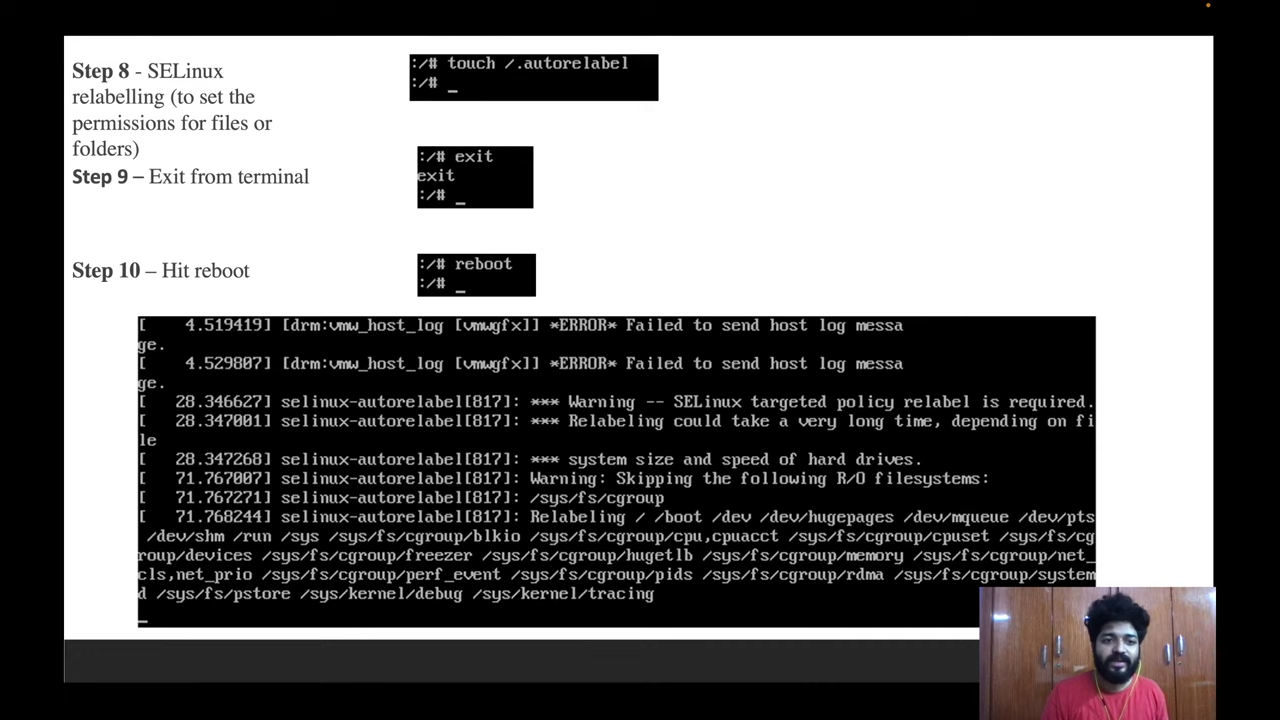 Step 8 - SELinux
relabelling (to set the
permissions for files or
folders)
:/# touch /.autorelabel
:/# _
Step 9 – Exit from terminal
:/# exit
exit
:/# _
Step 10 – Hit reboot
:/# reboot
:/# _
[    4.519419] [drm:vmw_host_log [vmwgfx]] *ERROR* Failed to send host log messa
ge.
[    4.529807] [drm:vmw_host_log [vmwgfx]] *ERROR* Failed to send host log messa
ge.
[   28.346627] selinux-autorelabel[817]: *** Warning -- SELinux targeted policy relabel is required.
[   28.347001] selinux-autorelabel[817]: *** Relabeling could take a very long time, depending on fi
le
[   28.347268] selinux-autorelabel[817]: *** system size and speed of hard drives.
[   71.767007] selinux-autorelabel[817]: Warning: Skipping the following R/O filesystems:
[   71.767271] selinux-autorelabel[817]: /sys/fs/cgroup
[   71.768244] selinux-autorelabel[817]: Relabeling / /boot /dev /dev/hugepages /dev/mqueue /dev/pts
/dev/shm /run /sys /sys/fs/cgroup/blkio /sys/fs/cgroup/cpu,cpuacct /sys/fs/cgroup/cpuset /sys/fs/cg
roup/devices /sys/fs/cgroup/freezer /sys/fs/cgroup/hugetlb /sys/fs/cgroup/memory /sys/fs/cgroup/net_
cls,net_prio /sys/fs/cgroup/perf_event /sys/fs/cgroup/pids /sys/fs/cgroup/rdma /sys/fs/cgroup/system
d /sys/fs/pstore /sys/kernel/debug /sys/kernel/tracing
_